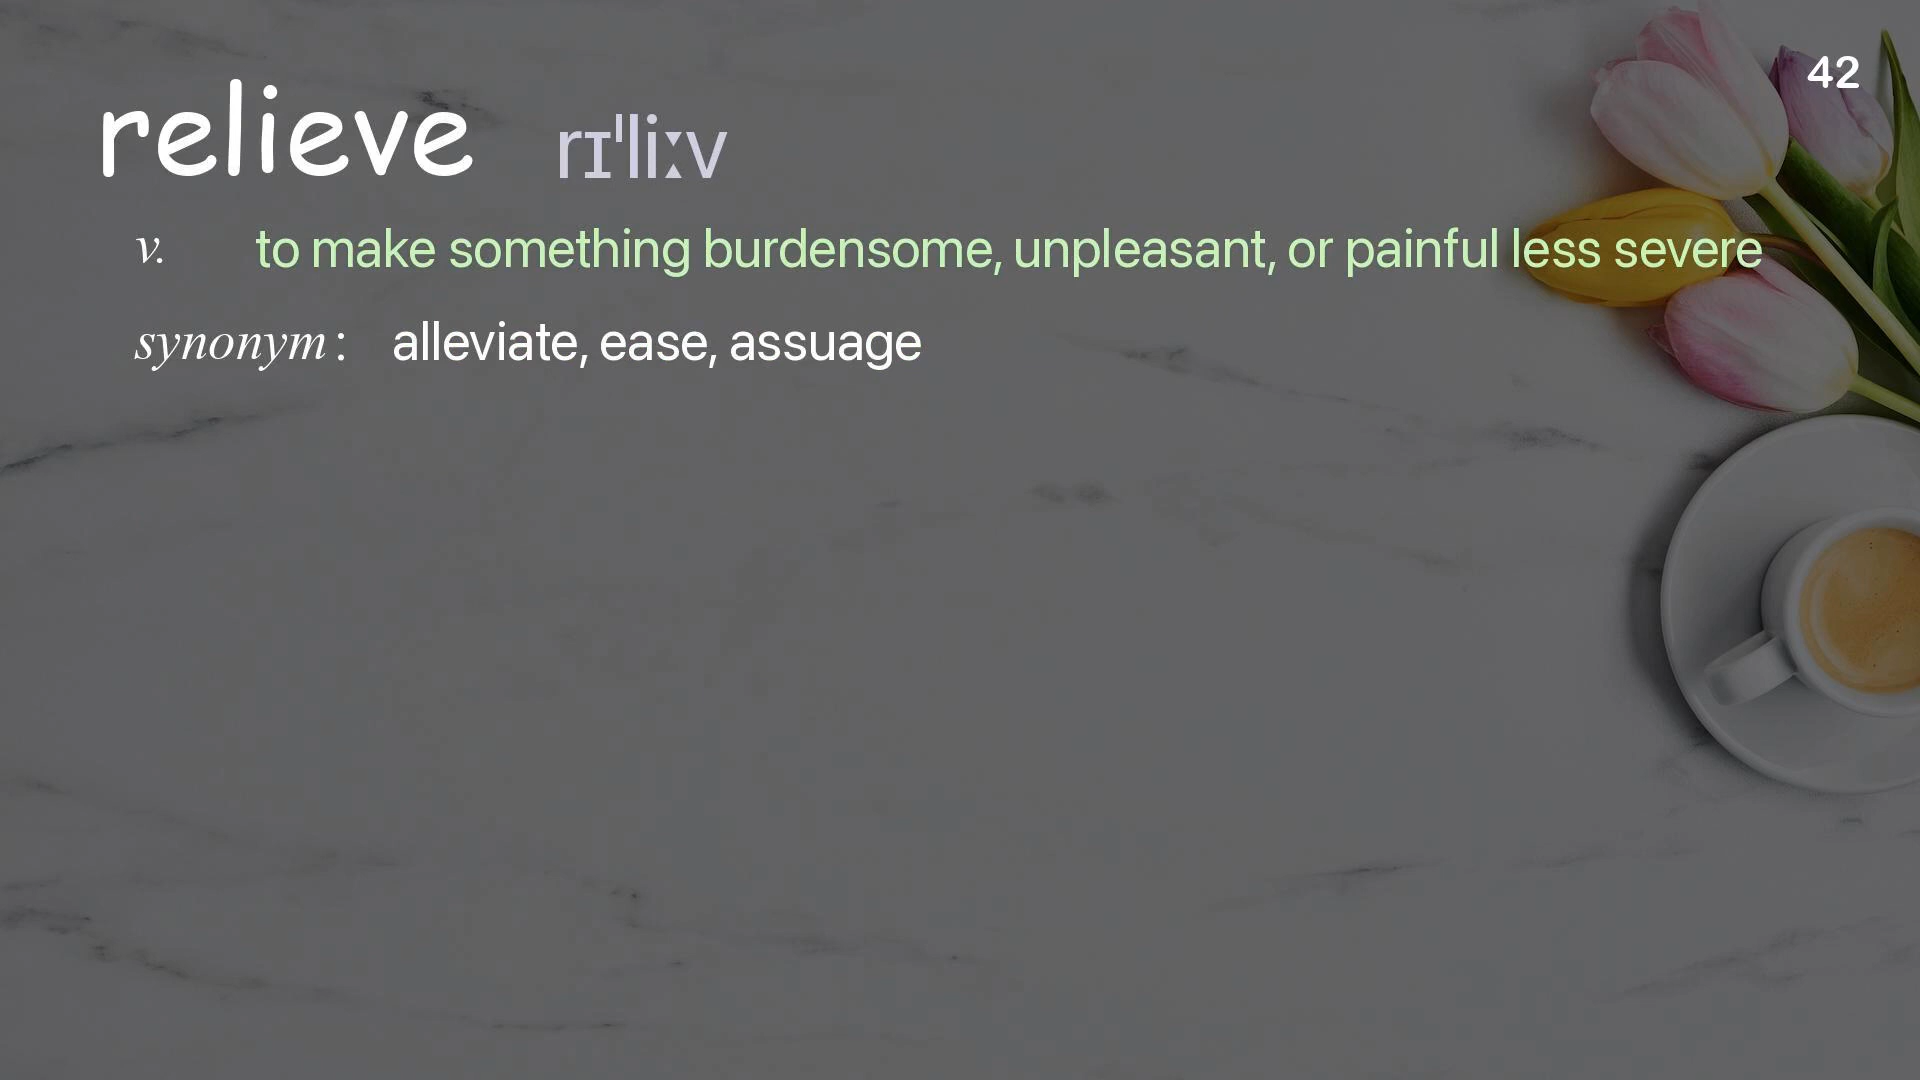 42
relieve rɪˈliːv
v. to make something burdensome, unpleasant, or painful less severe
synonym : alleviate, ease, assuage